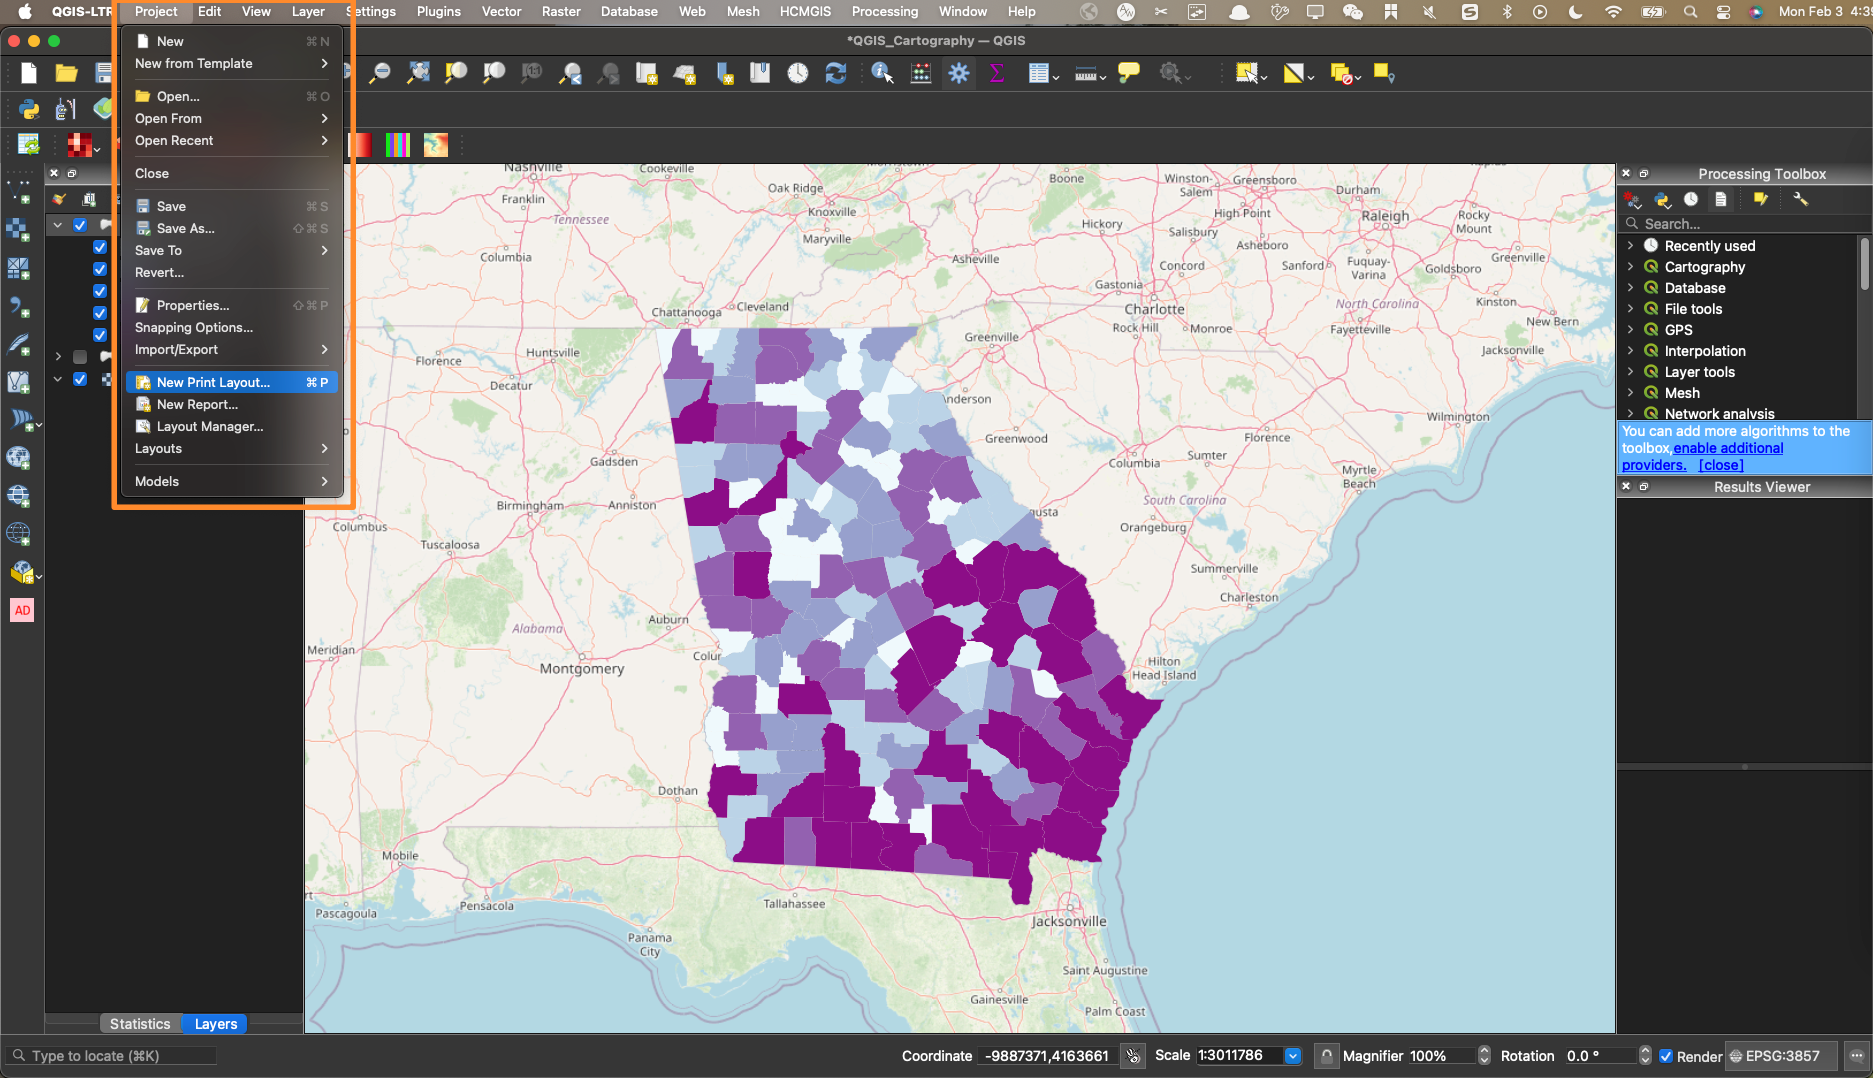 QGIS-LTR Project Edit View Layer Settings Plugins Vector Raster Database Web Mesh HCMGIS Processing Window Help Mon Feb 3 4:39
*QGIS_Cartography — QGIS
New ⌘ N
New from Template
Open... ⌘ O
Open From
Open Recent
Close
Save ⌘ S
Save As... ⇧⌘ S
Save To
Revert...
Properties... ⇧⌘ P
Snapping Options...
Import/Export
New Print Layout... ⌘ P
New Report...
Layout Manager...
Layouts
Models
AD
Statistics Layers
Nashville
Cookeville
Boone
Winston-
Salem
Greensboro
Oak Ridge
Durham
Franklin
Tennessee
Knoxville
High Point
Raleigh
Rocky
Mount
Hickory
Salisbury
Maryville
Asheboro
Greenville
Columbia
Asheville
Concord
Sanford
Fuquay-
Varina
Goldsboro
Gastonia
Kinston
Chattanooga
Cleveland
Charlotte
North Carolina
New Bern
Rock Hill
Monroe
Fayetteville
Greenville
Jacksonville
Florence
Huntsville
Decatur
Anderson
Wilmington
Greenwood
Florence
Gadsden
Columbia
Sumter
Myrtle
Beach
Birmingham
Anniston
South Carolina
Columbus
gusta
Orangeburg
Tuscaloosa
Summerville
Charleston
Alabama
Auburn
Meridian
Colur
Montgomery
Hilton
Head Island
Dothan
Mobile
rt
Pascagoula
Pensacola
Tallahassee
Jacksonville
Panama
City
Saint Augustine
Gainesville
Palm Coast
Processing Toolbox
Search...
Recently used
Cartography
Database
File tools
GPS
Interpolation
Layer tools
Mesh
Network analysis
You can add more algorithms to the
toolbox,enable additional
providers. [close]
Results Viewer
Type to locate (⌘K) Coordinate -9887371,4163661 Scale 1:3011786 Magnifier 100% Rotation 0.0 ° Render EPSG:3857